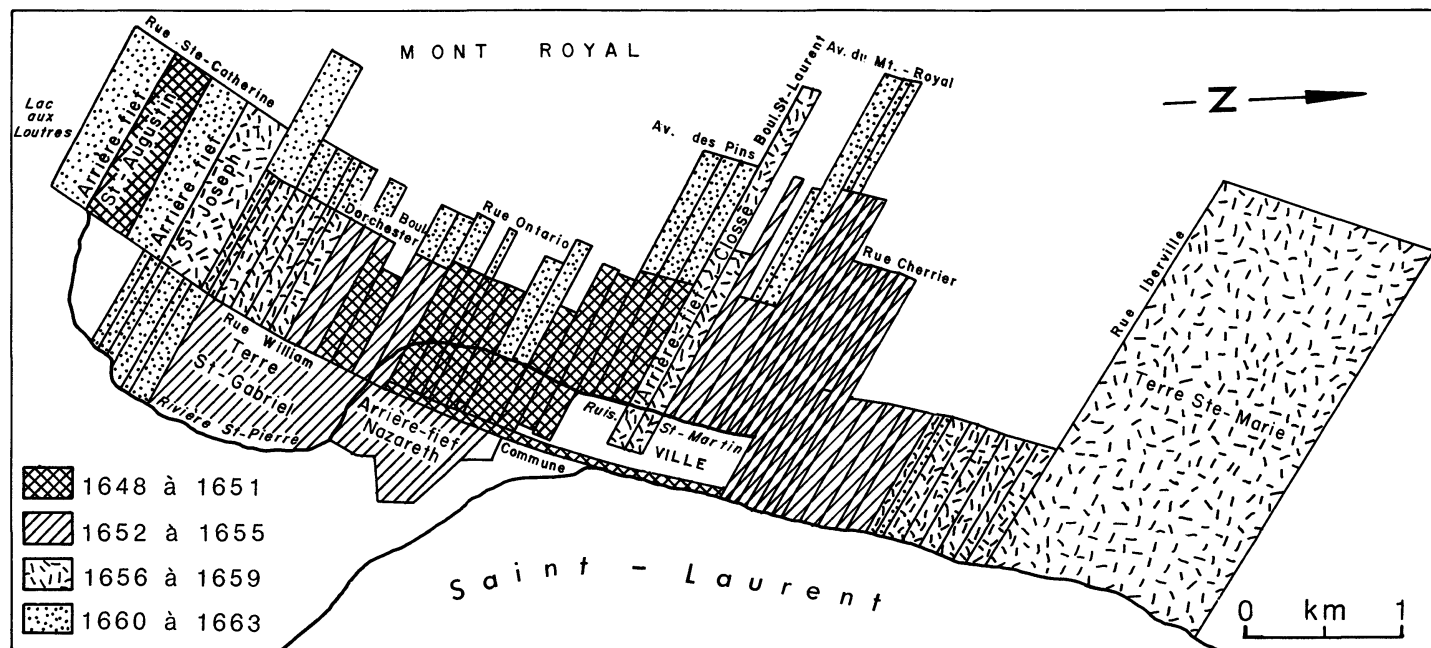 MONT ROYAL
Rue Ste-Catherine
Lac
aux
Loutres
Arrière fief
St-Augustin
Arrière fief
St-Joseph
Boul.
Dorchester
Rue Ontario
Av. des Pins
Boul. St-Laurent
Av. du Mt.-Royal
Arrière-fief Closse
Rue Cherrier
Rue Iberville
Terre Ste-Marie
N
Rue William
Terre
St-Gabriel
Rivière St-Pierre
Arrière-fief
Nazareth
Commune
Ruis. St-Martin
VILLE
Saint-Laurent
1648 à 1651
1652 à 1655
1656 à 1659
1660 à 1663
0 km 1